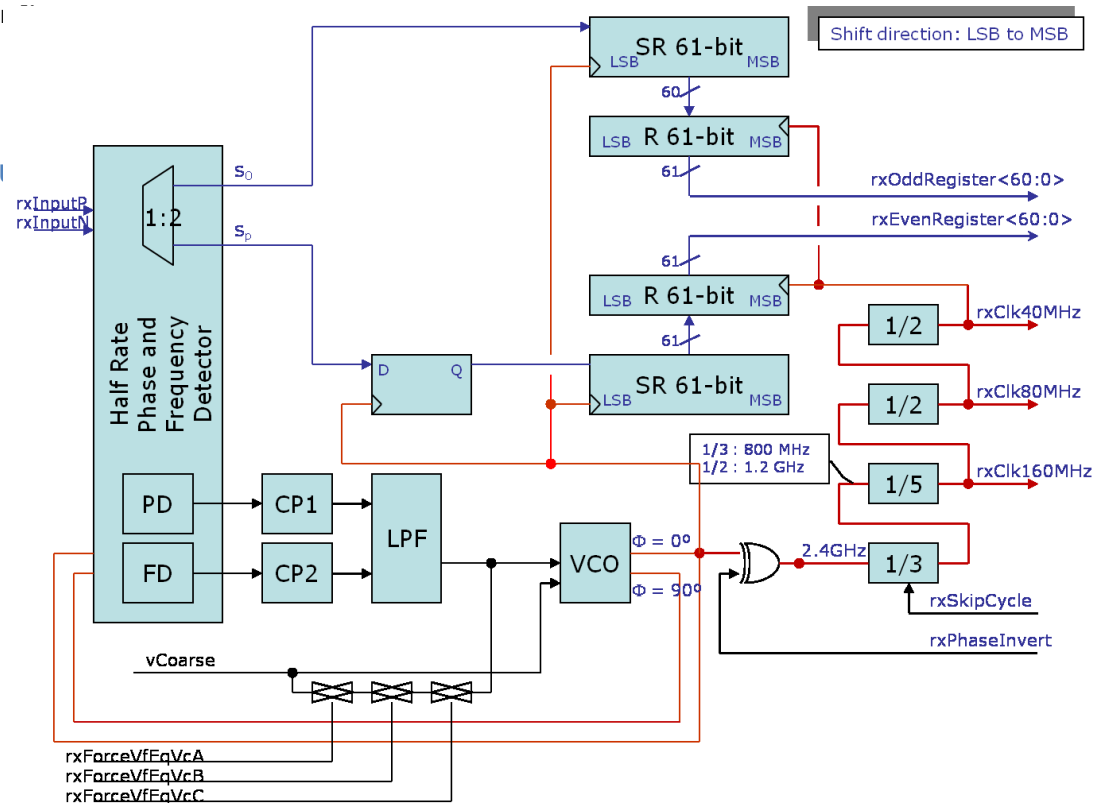 Shift direction: LSB to MSB
SR 61-bit
LSB
MSB
60
R 61-bit
LSB
MSB
61
rxOddRegister<60:0>
rxEvenRegister<60:0>
61
R 61-bit
LSB
MSB
61
SR 61-bit
LSB
MSB
S₀
Sₚ
rxInputP
rxInputN
1:2
Half Rate
Phase and
Frequency
Detector
D
Q
PD
FD
CP1
CP2
LPF
VCO
Φ = 0º
Φ = 90º
1/3 : 800 MHz
1/2 : 1.2 GHz
1/2
rxClk40MHz
1/2
rxClk80MHz
1/5
rxClk160MHz
2.4GHz
1/3
rxSkipCycle
rxPhaseInvert
vCoarse
rxForceVfEqVcA
rxForceVfEqVcB
rxForceVfEqVcC